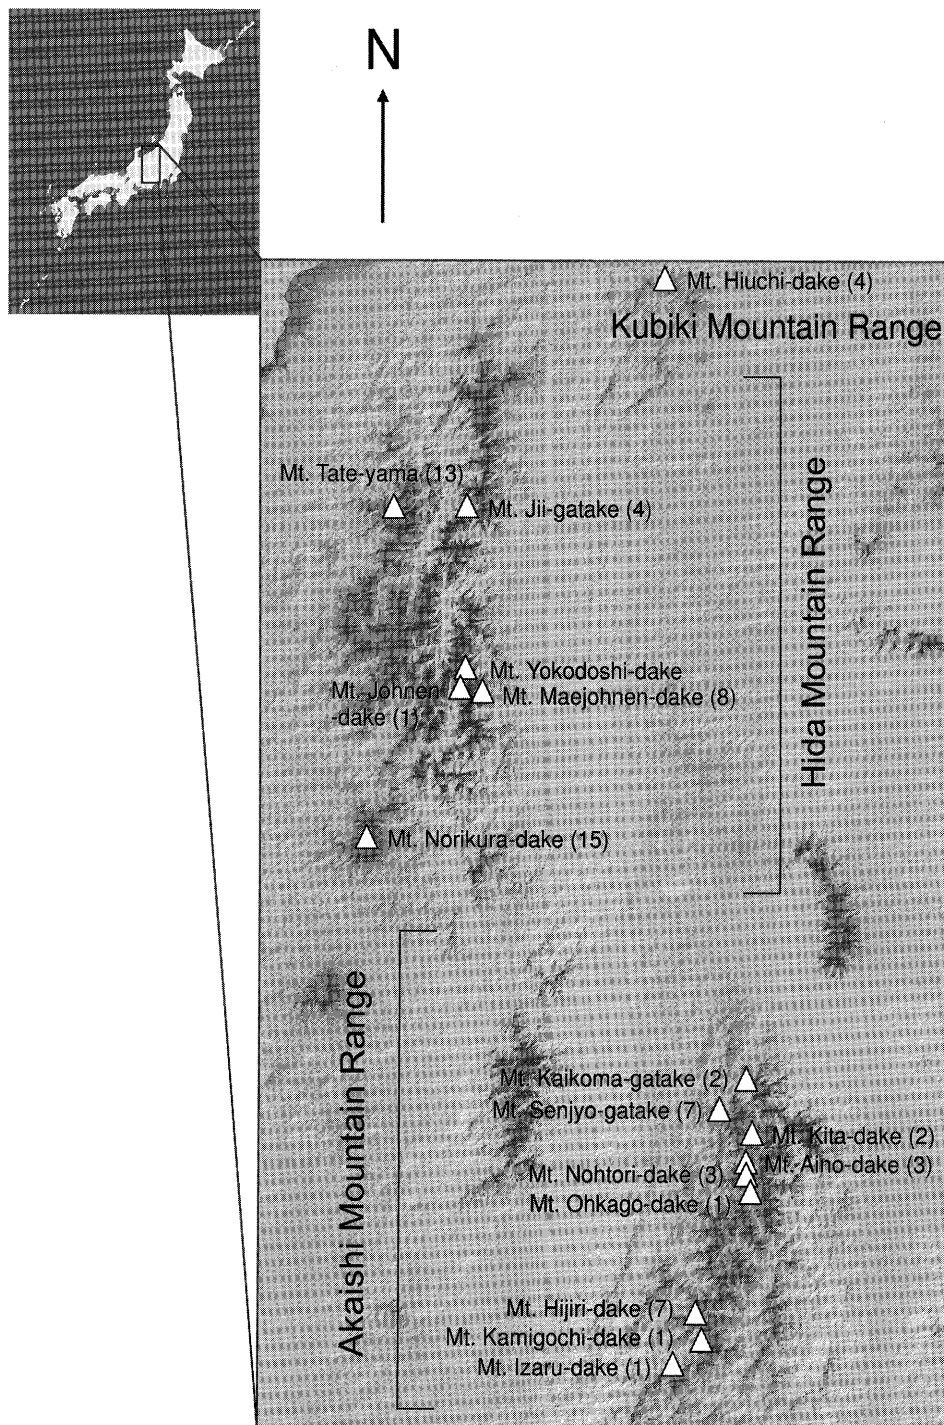 N
Mt. Hiuchi-dake (4)
Kubiki Mountain Range
Mt. Tate-yama (13)
Mt. Jii-gatake (4)
Hida Mountain Range
Mt. Yokodoshi-dake
Mt. Johnen
-dake (1)
Mt. Maejohnen-dake (8)
Mt. Norikura-dake (15)
Akaishi Mountain Range
Mt. Kaikoma-gatake (2)
Mt. Senjyo-gatake (7)
Mt. Kita-dake (2)
Mt. Aino-dake (3)
Mt. Nohtori-dake (3)
Mt. Ohkago-dake (1)
Mt. Hijiri-dake (7)
Mt. Kamigochi-dake (1)
Mt. Izaru-dake (1)